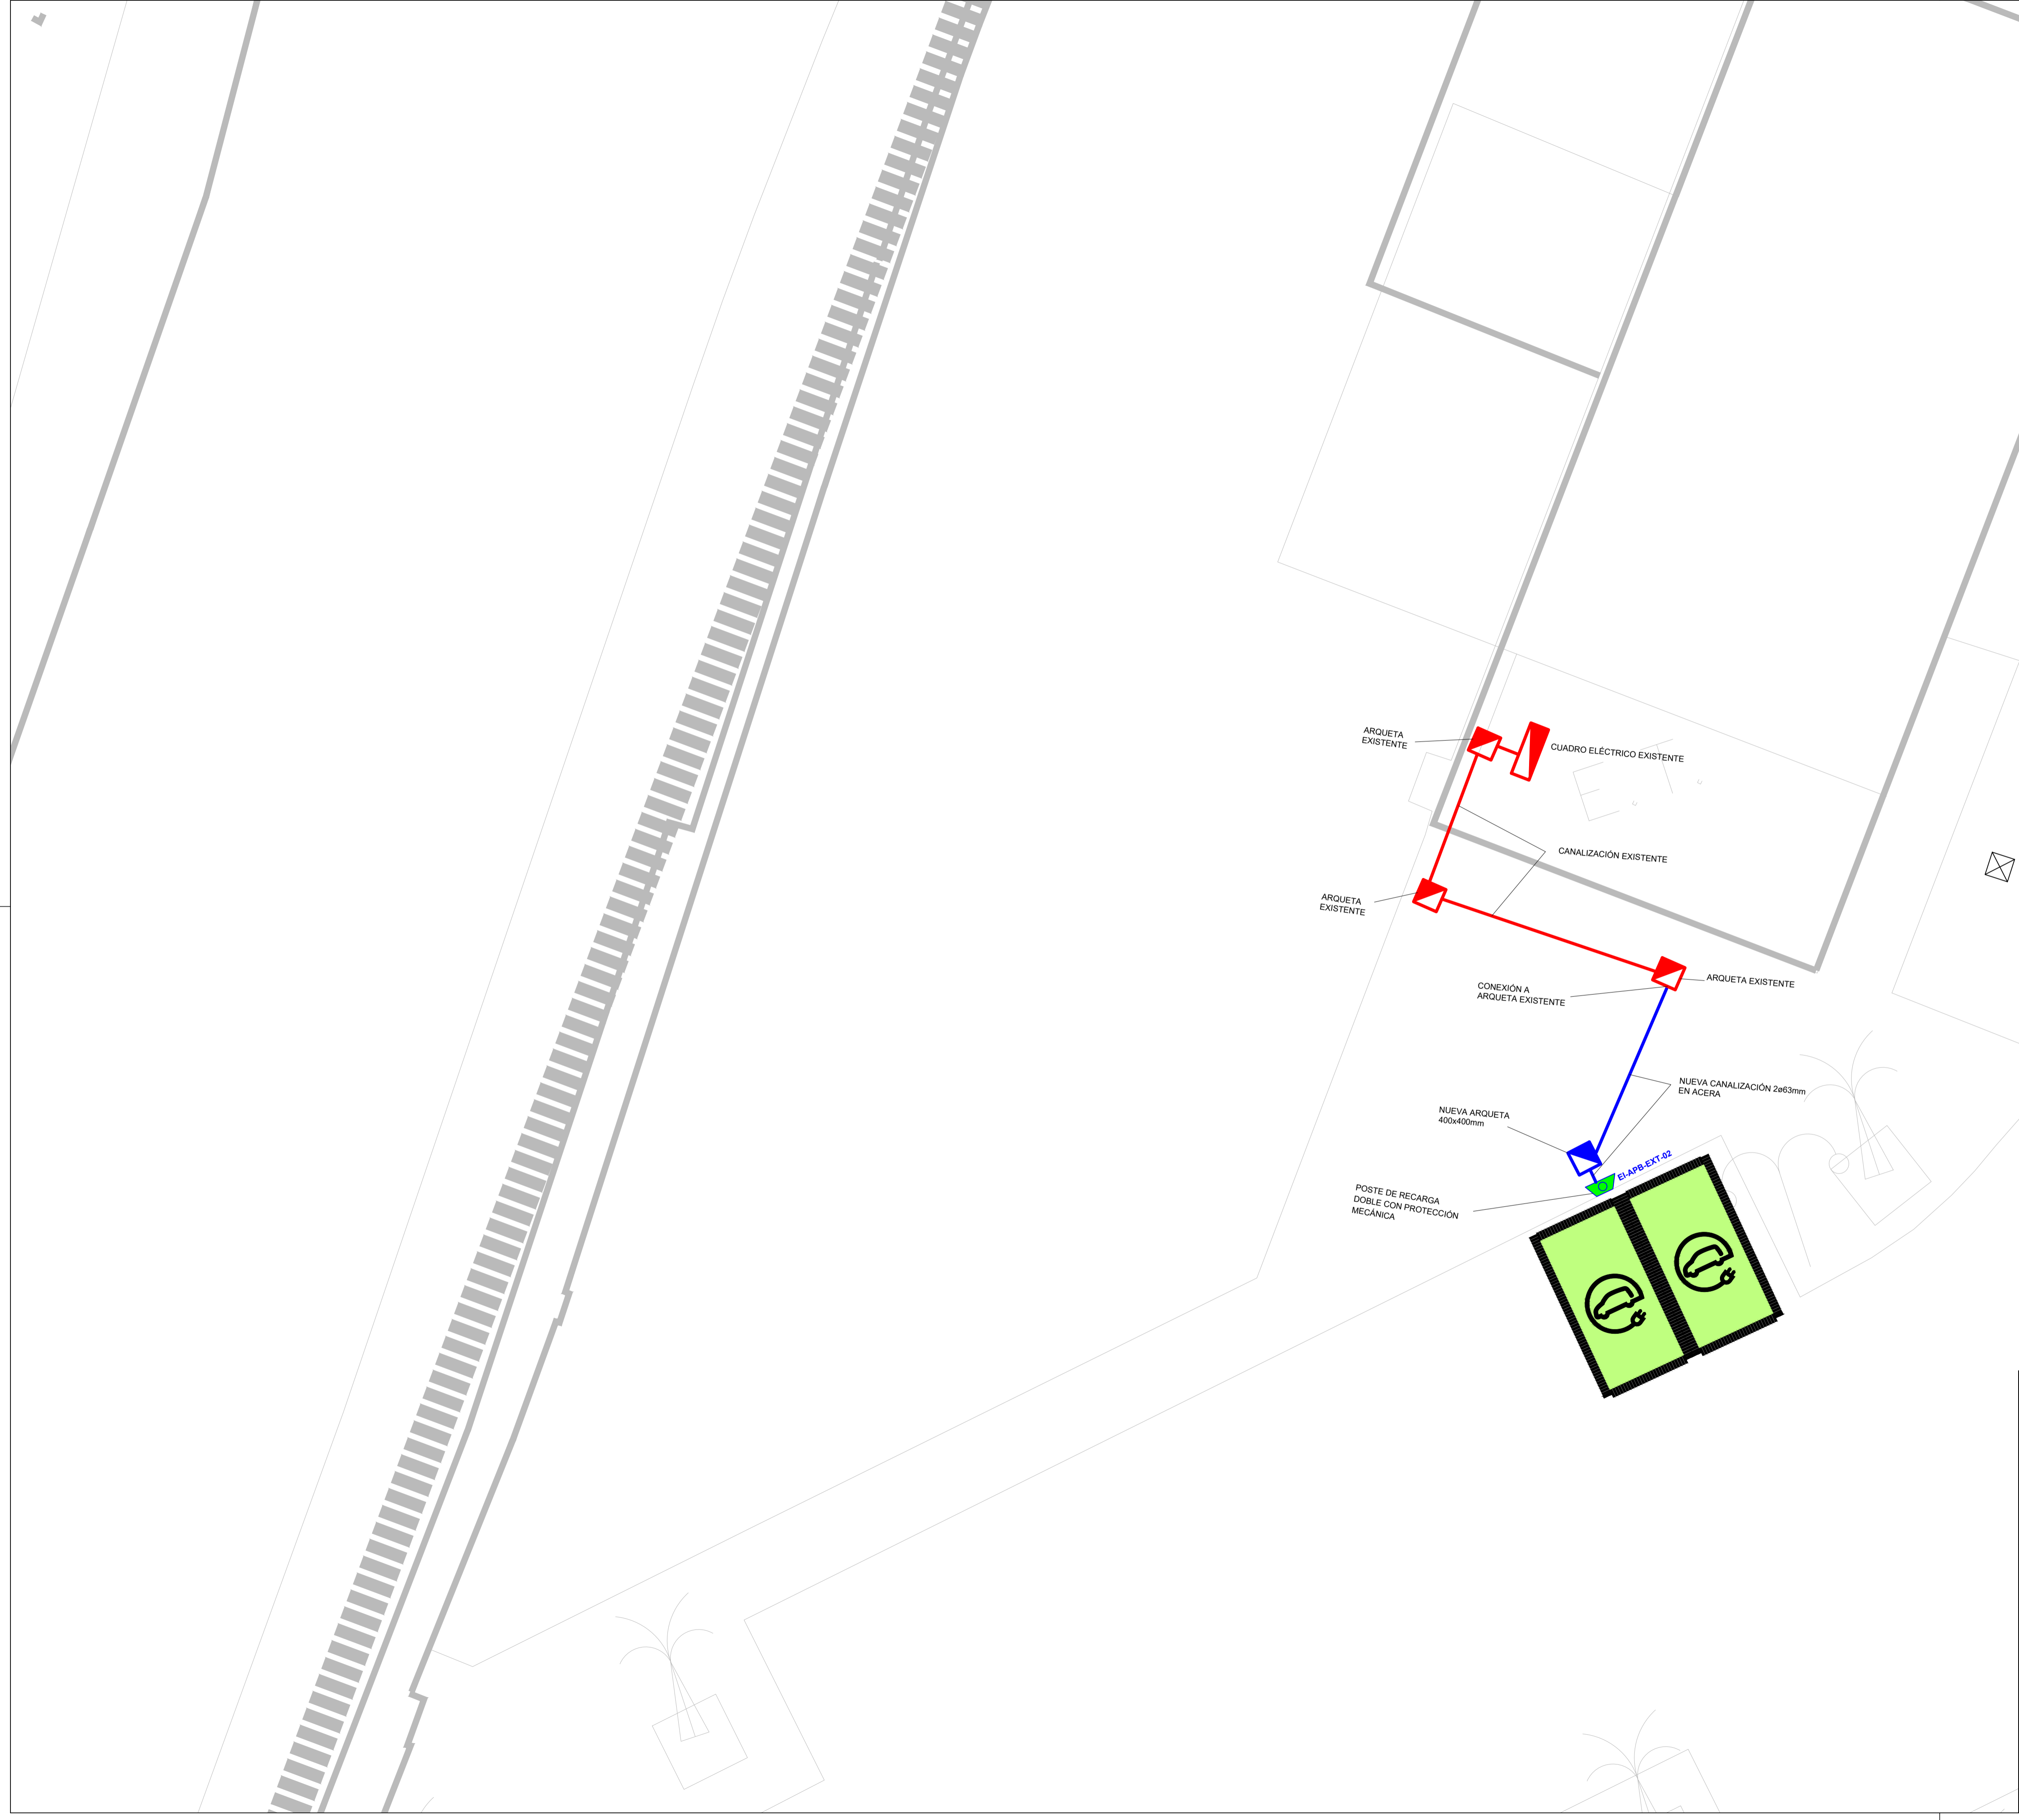 ARQUETA
EXISTENTE
CUADRO ELÉCTRICO EXISTENTE
CANALIZACIÓN EXISTENTE
ARQUETA
EXISTENTE
ARQUETA EXISTENTE
CONEXIÓN A
ARQUETA EXISTENTE
NUEVA CANALIZACIÓN 2ø63mm
EN ACERA
NUEVA ARQUETA
400x400mm
EI-APB-EXT-02
POSTE DE RECARGA
DOBLE CON PROTECCIÓN
MECÁNICA